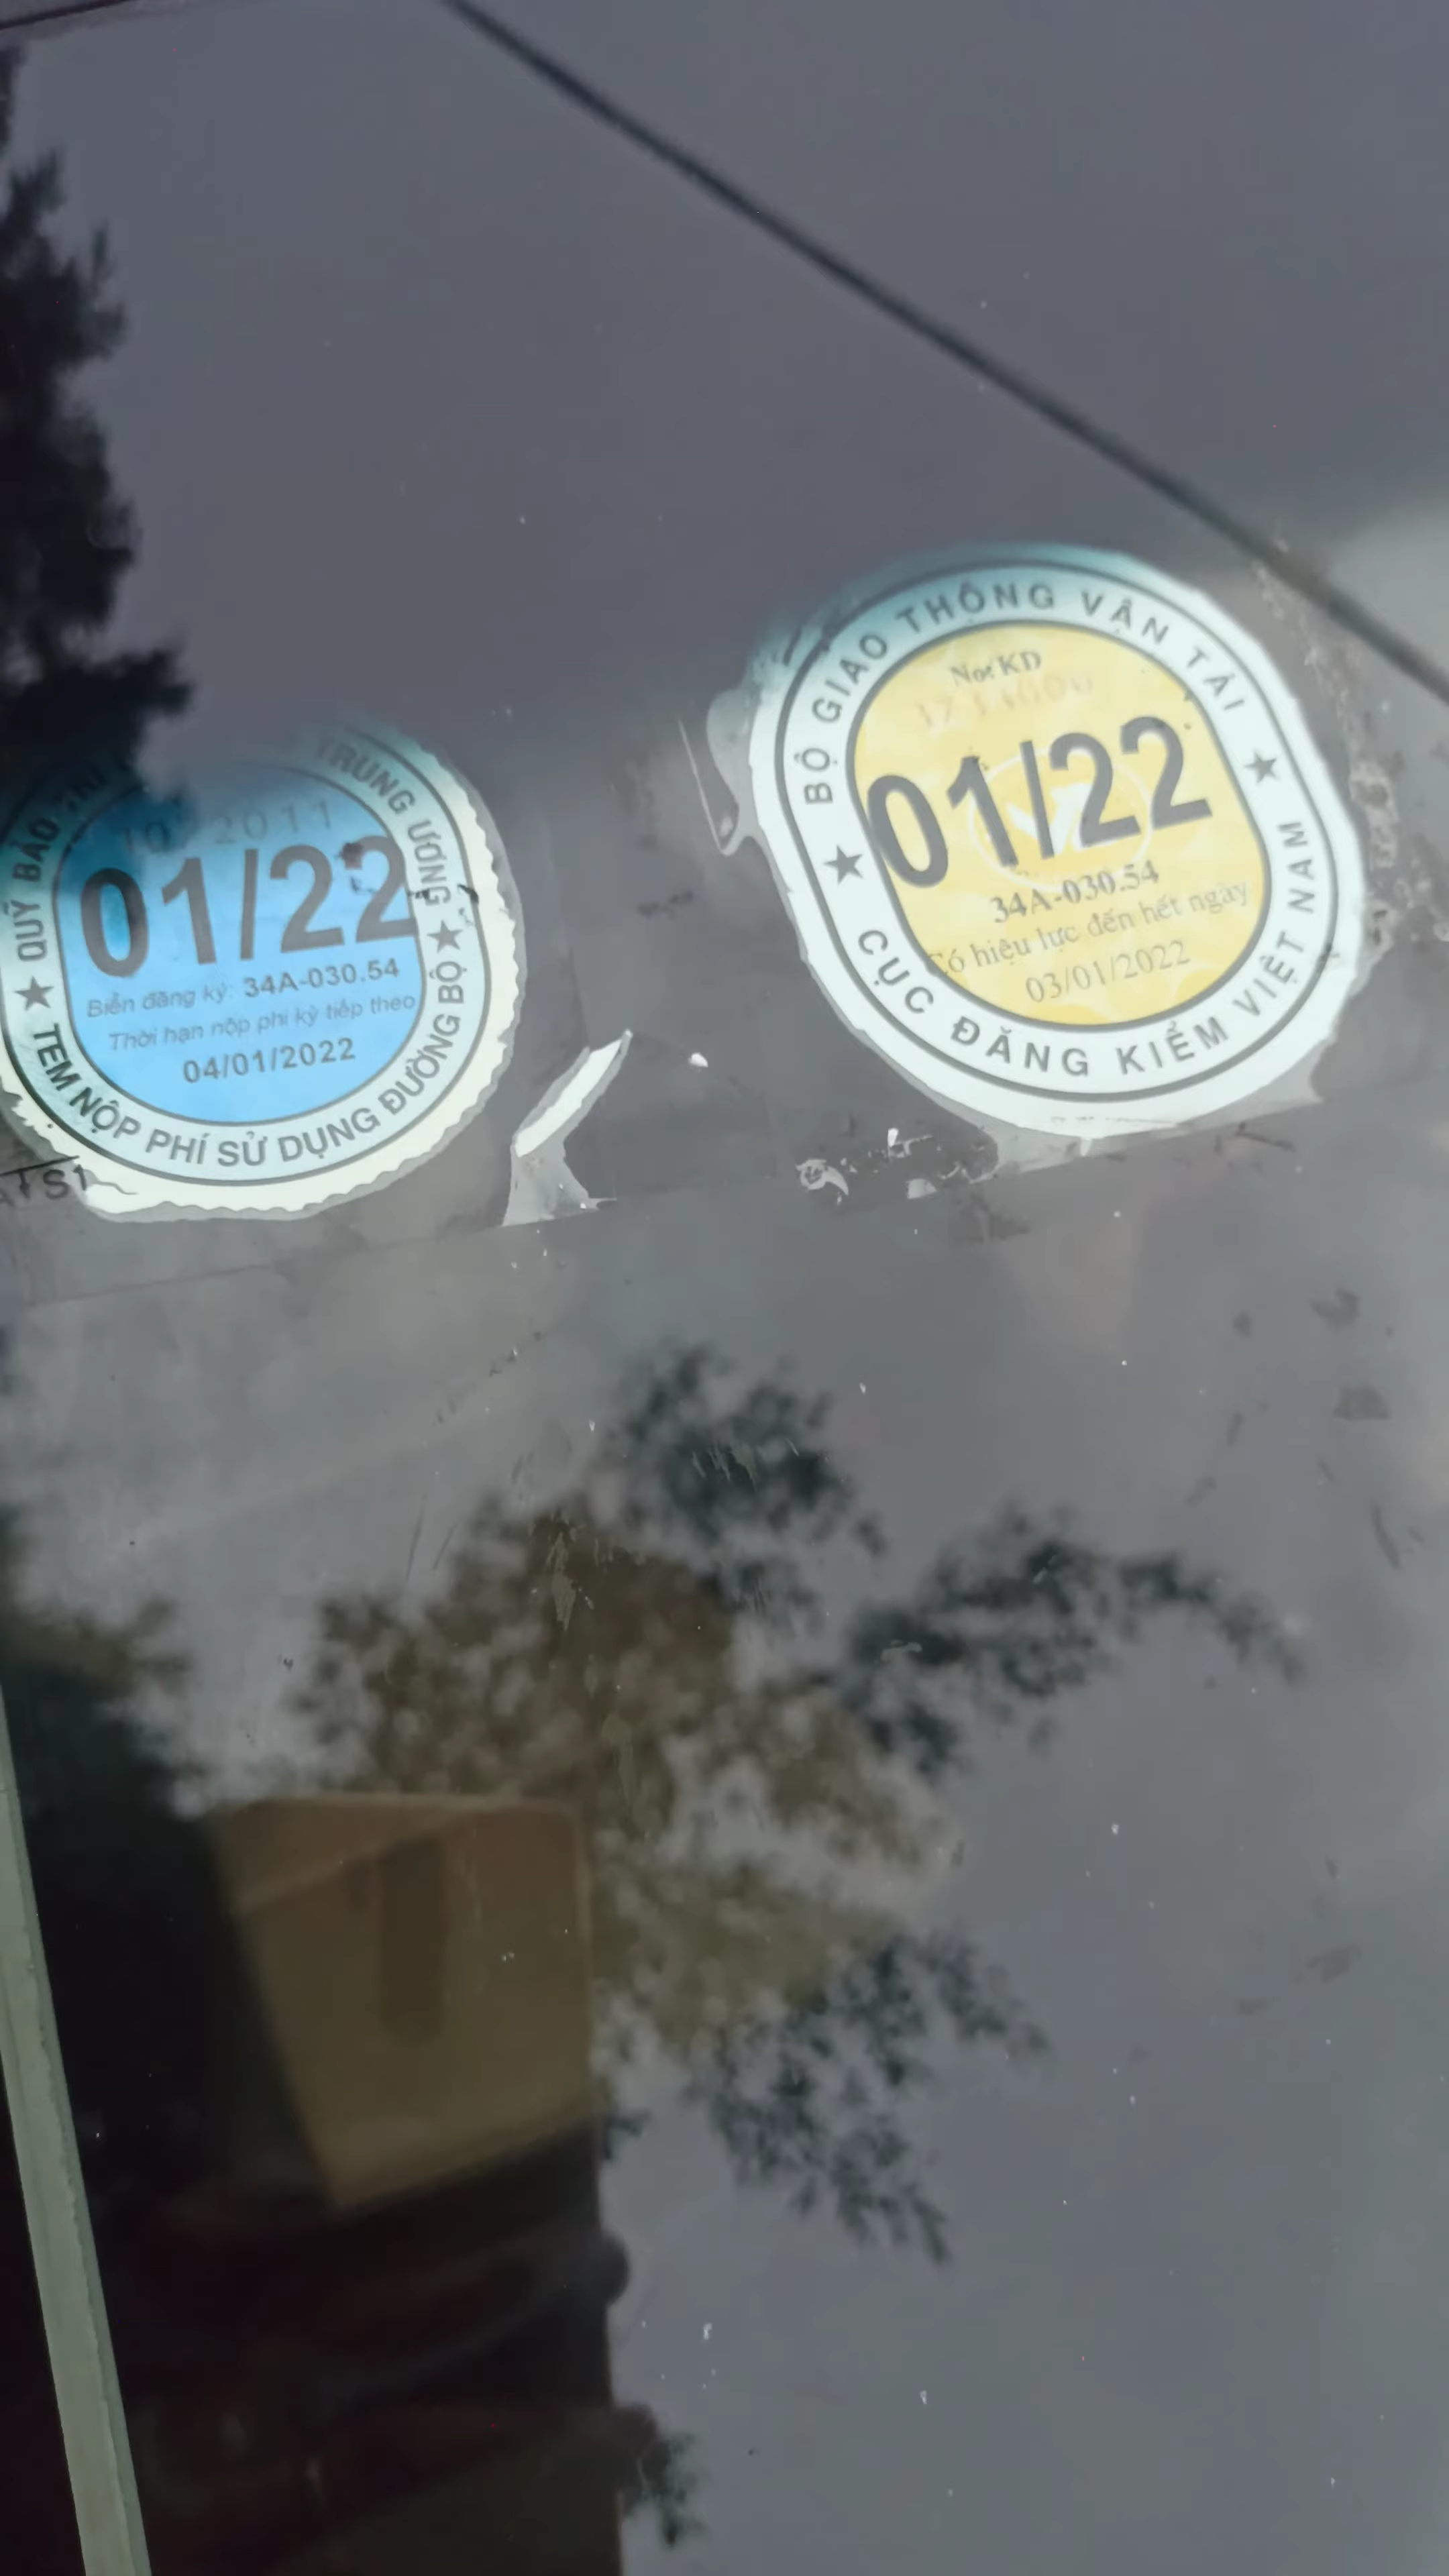 QUỸ BẢO TRÌ TRUNG ƯƠNG
01/22
Biển đăng ký: 34A-030.54
Thời hạn nộp phí kỳ tiếp theo
04/01/2022
TEM NỘP PHÍ SỬ DỤNG ĐƯỜNG BỘ
BỘ GIAO THÔNG VẬN TẢI
No: KD
01/22
34A-030.54
Có hiệu lực đến hết ngày
03/01/2022
CỤC ĐĂNG KIỂM VIỆT NAM